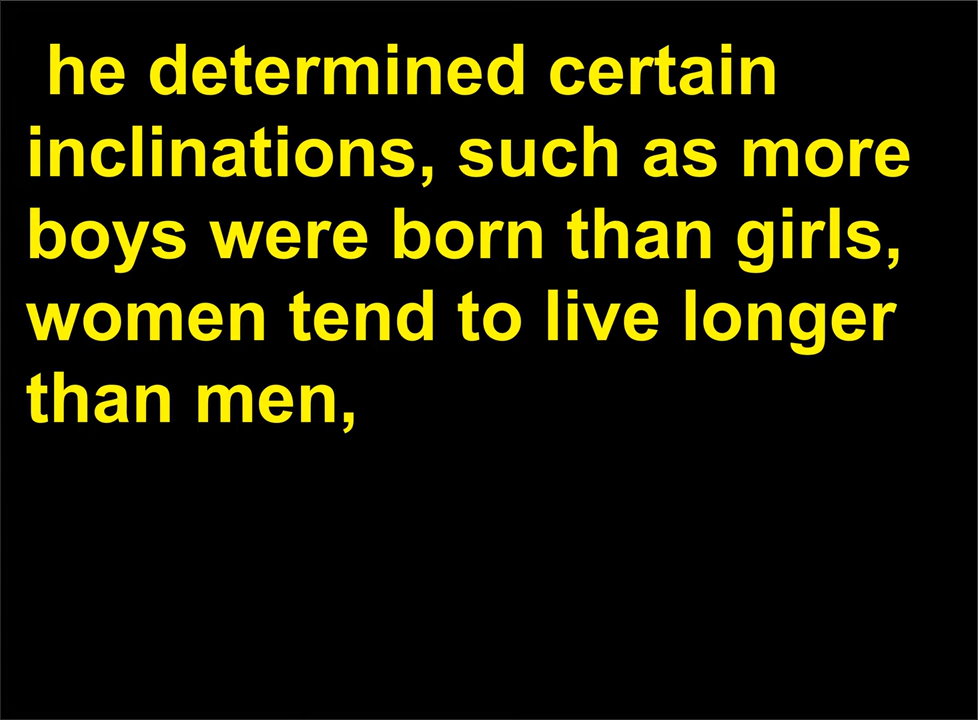 he determined certain
inclinations, such as more
boys were born than girls,
women tend to live longer
than men,